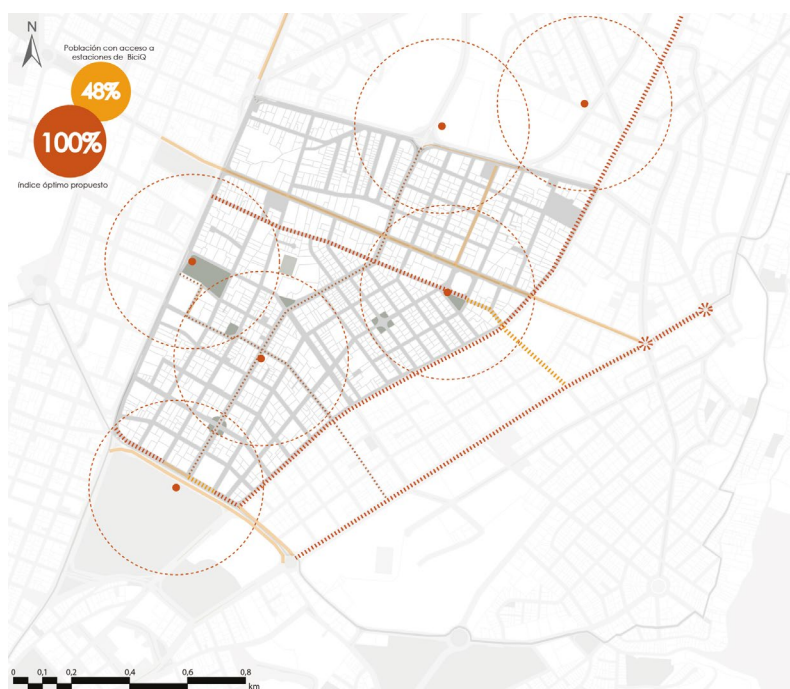 N
Población con acceso a
estaciones de BiciQ
48%
100%
índice óptimo propuesto
0 0,1 0,2 0,4 0,6 0,8
km